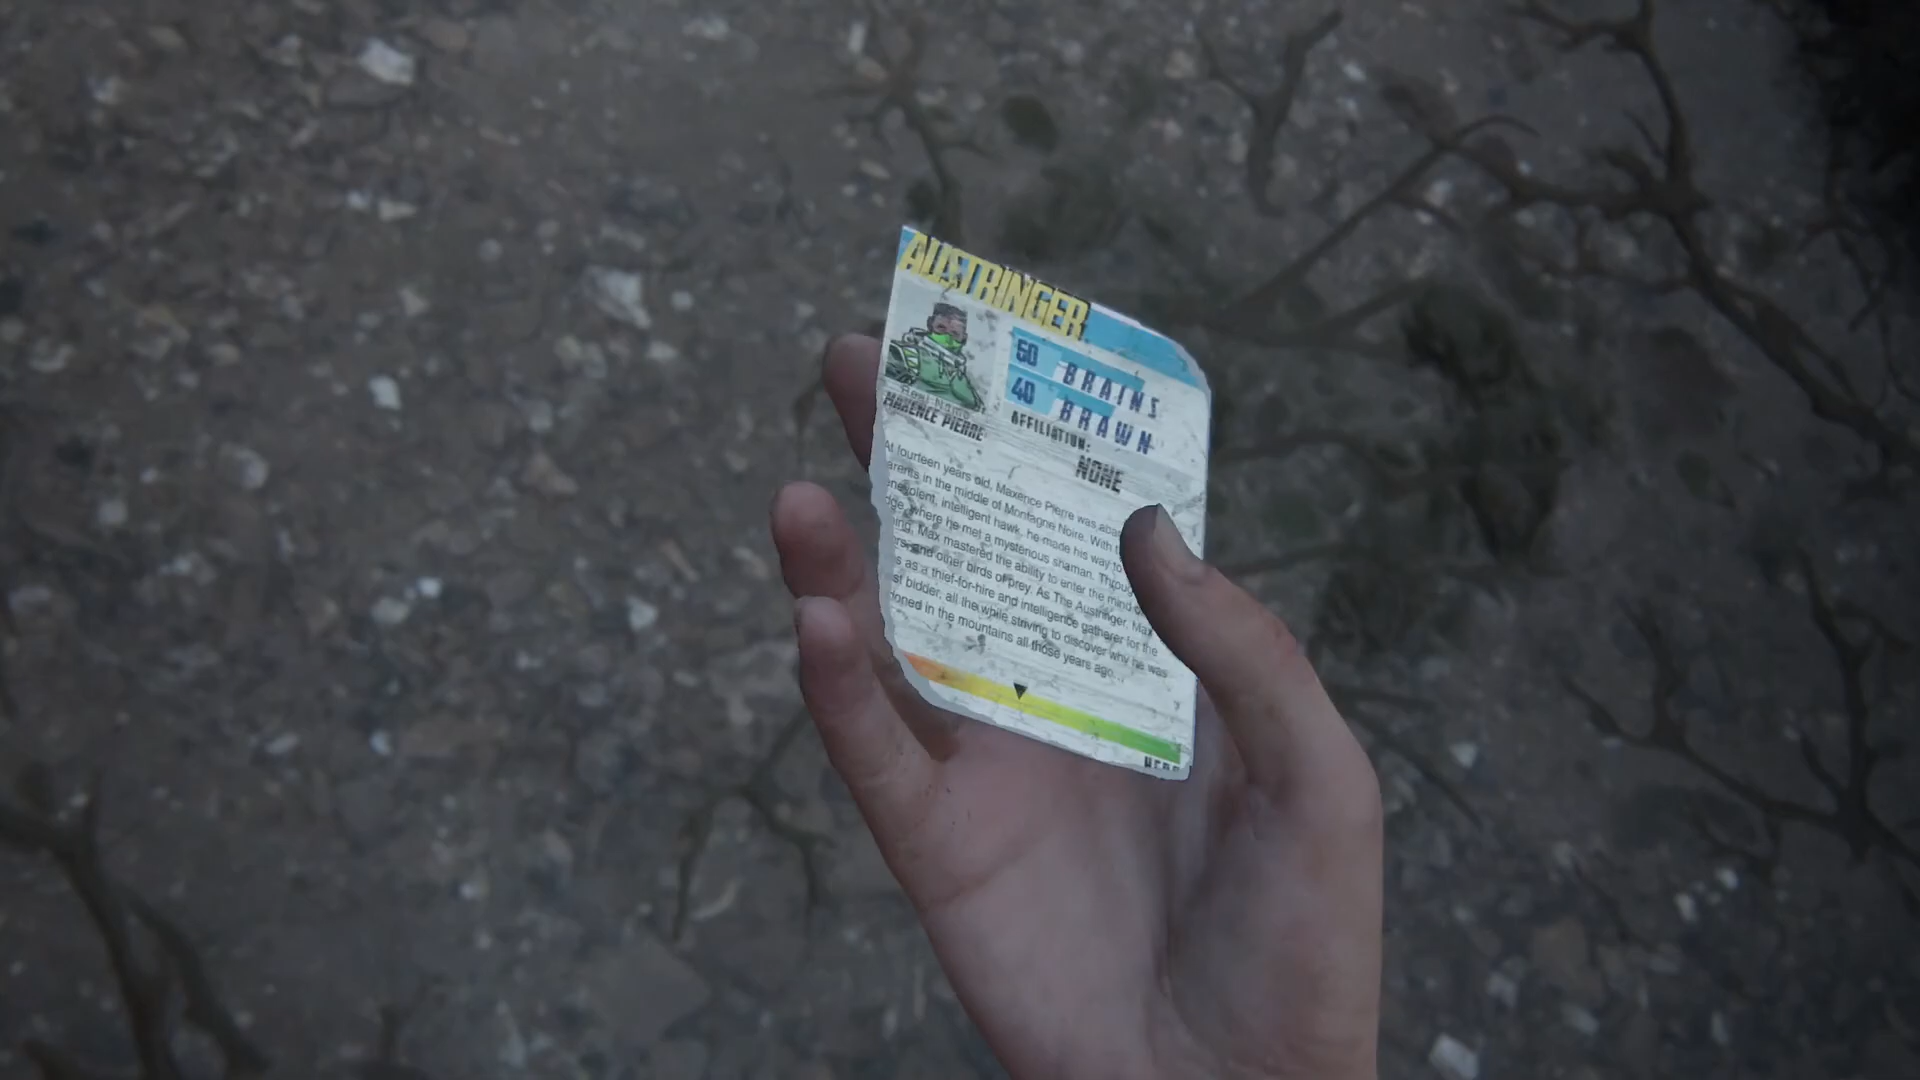 AUSTRINGER
50 BRAINS
40 BRAWN
Real Name
MAXENCE PIERRE
AFFILIATION:
NONE
At fourteen years old, Maxence Pierre was
arents in the middle of Montagne Noire. With
enevolent, intelligent hawk, he made his way to
dge, where he met a mysterious shaman. Throug
ning, Max mastered the ability to enter the mind
rs, and other birds of prey. As The Austringer, Max
s as a thief-for-hire and intelligence gatherer for the
st bidder, all the while striving to discover why he was
doned in the mountains all those years ago...